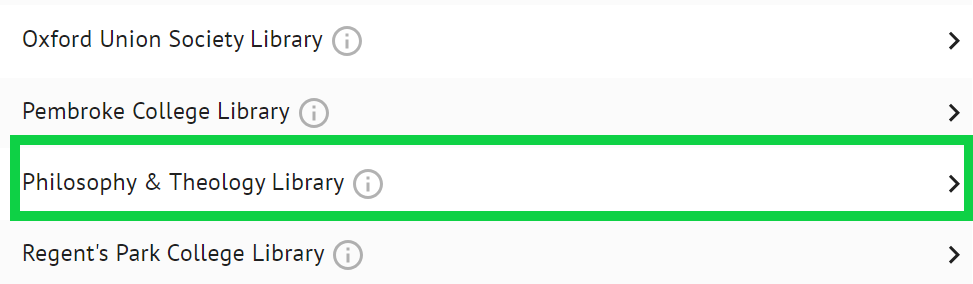 Oxford Union Society Library
Pembroke College Library
Philosophy & Theology Library
Regent's Park College Library